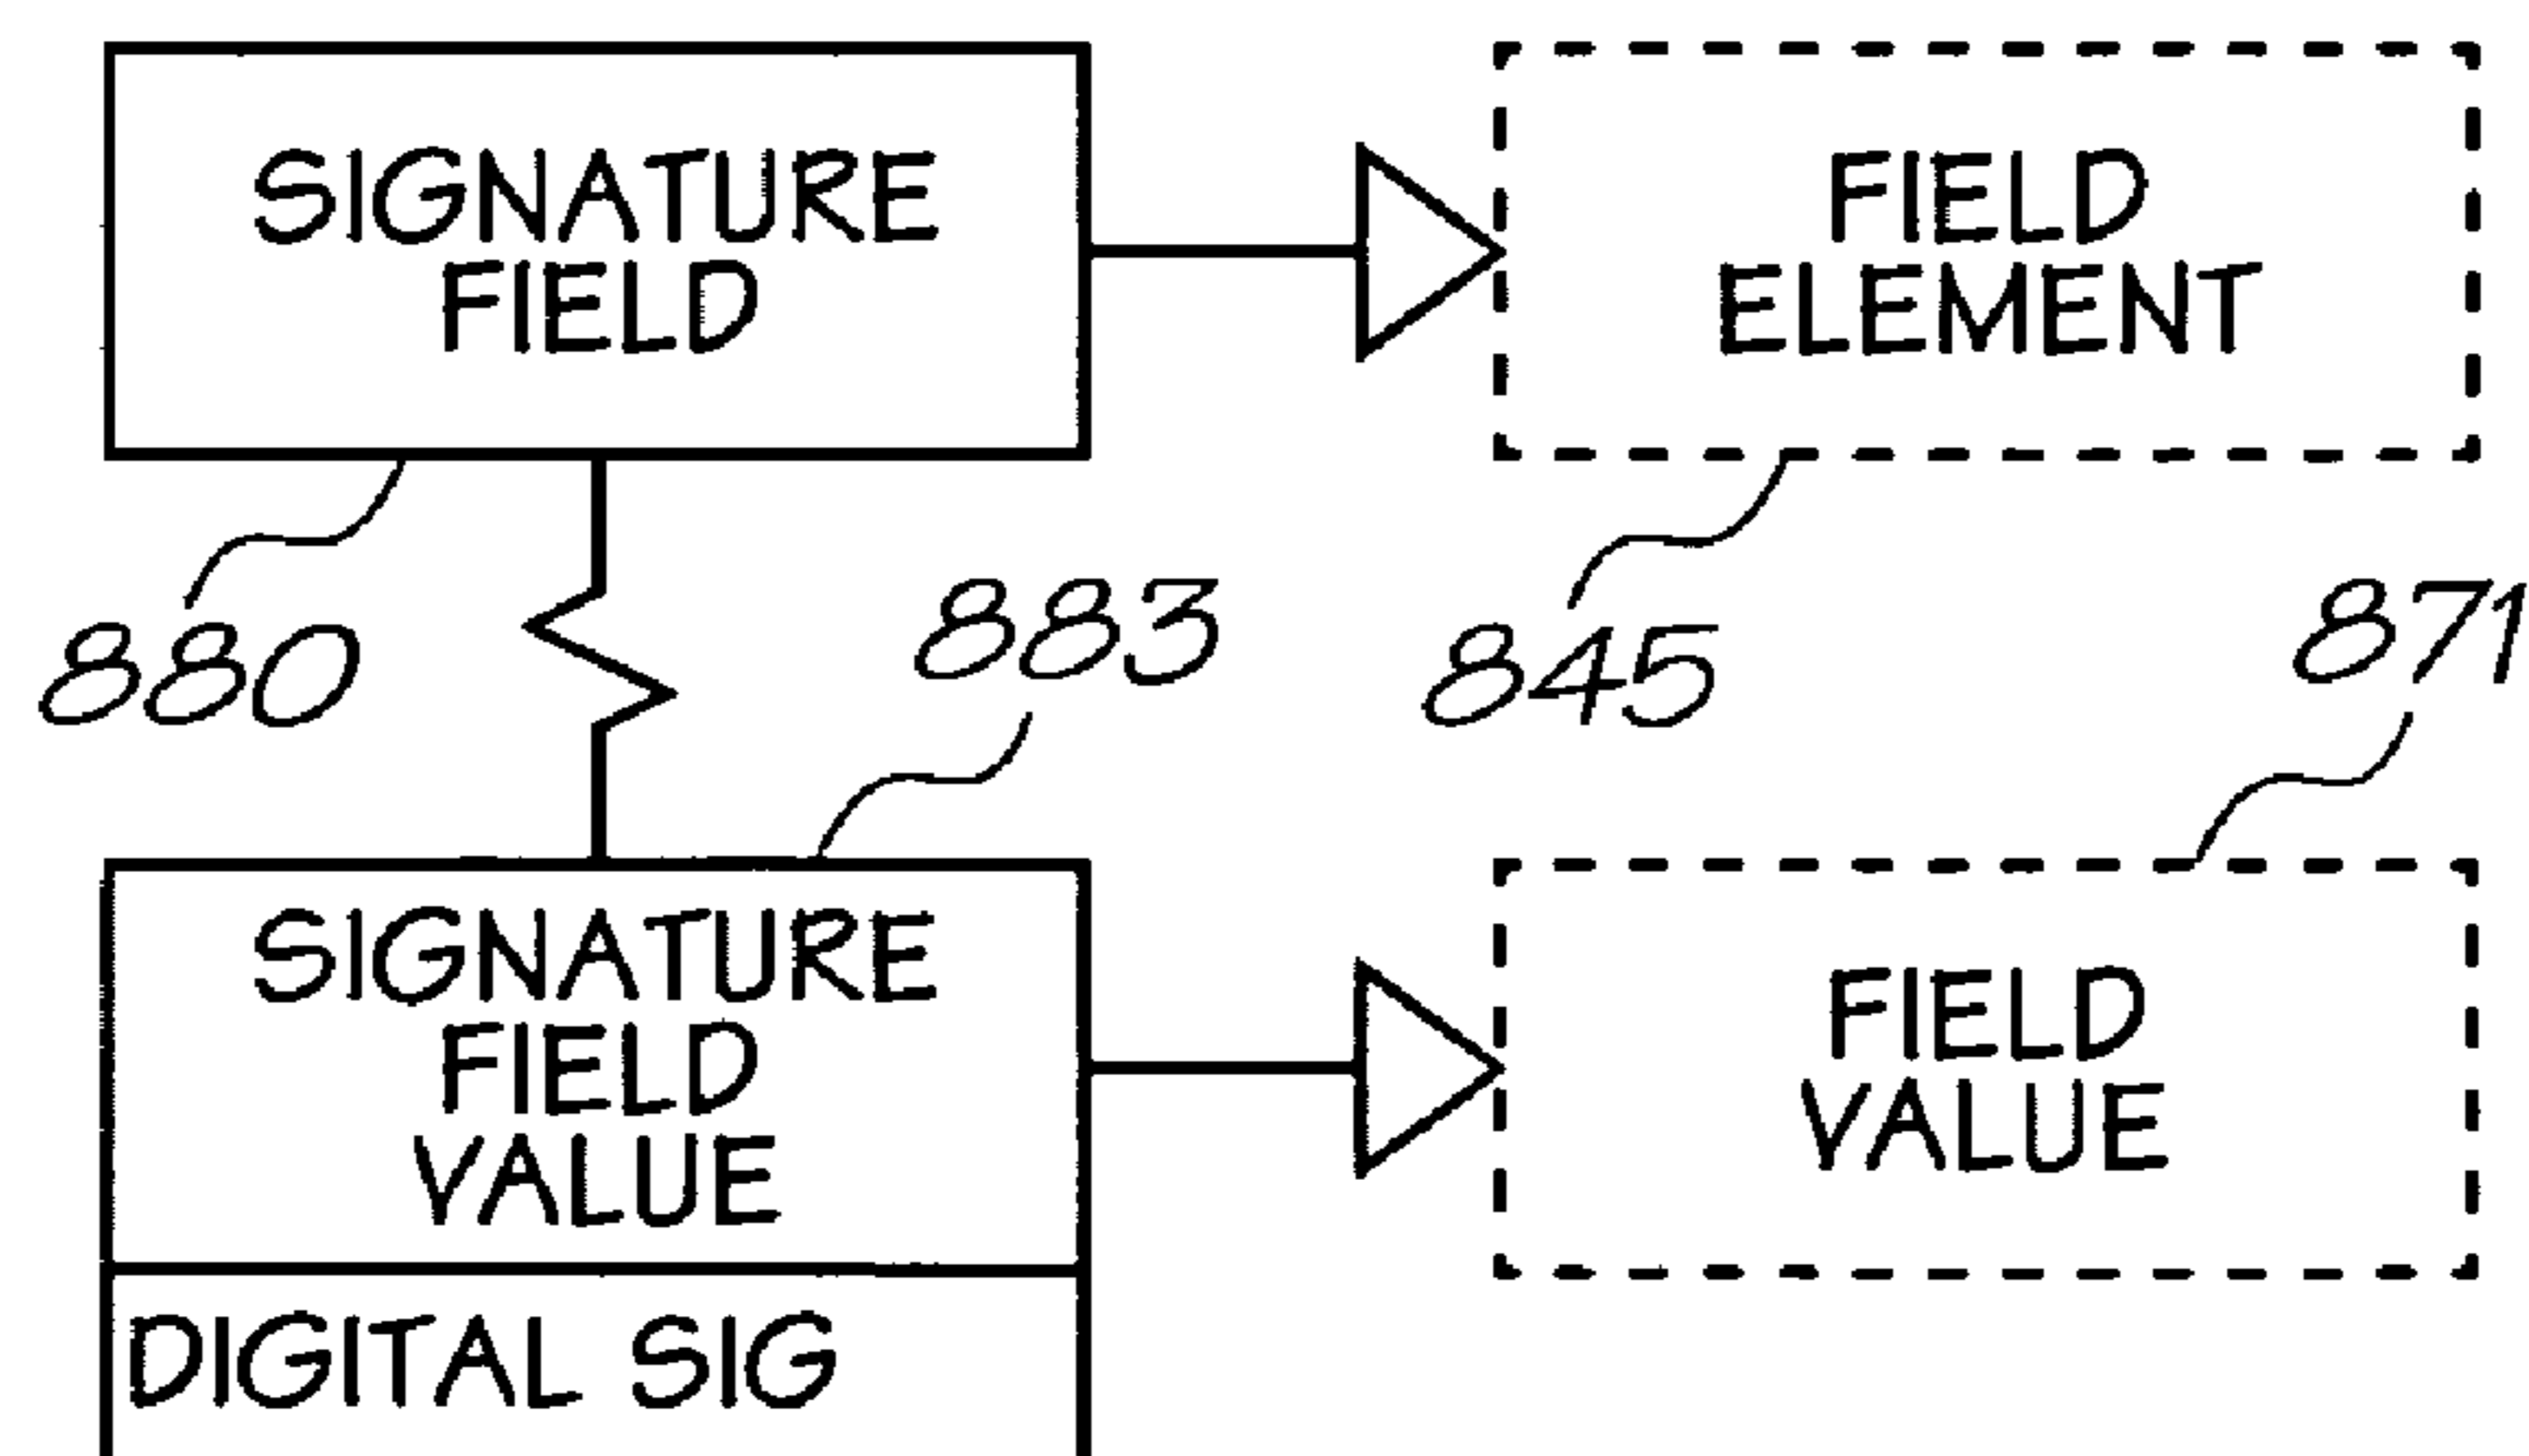 SIGNATURE
FIELD
FIELD
ELEMENT
880
883
845
871
SIGNATURE
FIELD
VALUE
FIELD
VALUE
DIGITAL SIG